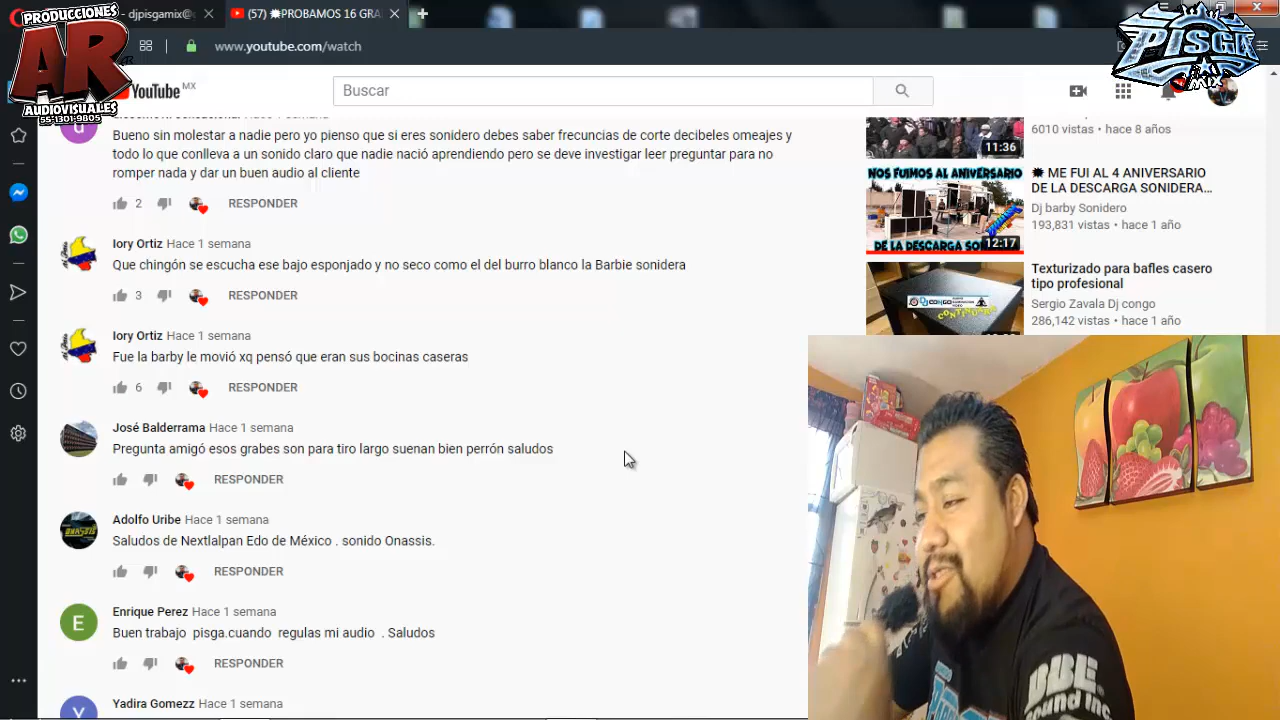 PRODUCCIONES
AR
AUDIOVISUALES
55-1301-9805
- djpisgamix@
(57) PROBAMOS 16 GRA
PISGA
MIX
www.youtube.com/watch
YouTube MX
Buscar
Bueno sin molestar a nadie pero yo pienso que si eres sonidero debes saber frecuncias de corte decibeles omeajes y
todo lo que conlleva a un sonido claro que nadie nació aprendiendo pero se deve investigar leer preguntar para no
romper nada y dar un buen audio al cliente
2 RESPONDER
Iory Ortiz Hace 1 semana
Que chingón se escucha ese bajo esponjado y no seco como el del burro blanco la Barbie sonidera
3 RESPONDER
Iory Ortiz Hace 1 semana
Fue la barby le movió xq pensó que eran sus bocinas caseras
6 RESPONDER
José Balderrama Hace 1 semana
Pregunta amigó esos grabes son para tiro largo suenan bien perrón saludos
RESPONDER
Adolfo Uribe Hace 1 semana
Saludos de Nextlalpan Edo de México . sonido Onassis.
RESPONDER
E
Enrique Perez Hace 1 semana
Buen trabajo pisga.cuando regulas mi audio . Saludos
RESPONDER
Yadira Gomezz Hace 1 semana
11:36
6010 vistas • hace 8 años
NOS FUIMOS AL ANIVERSARIO
DE LA DESCARGA
12:17
ME FUI AL 4 ANIVERSARIO
DE LA DESCARGA SONIDERA...
Dj barby Sonidero
193,831 vistas • hace 1 año
DJ CONGO
Texturizado para bafles casero
tipo profesional
Sergio Zavala Dj congo
286,142 vistas • hace 1 año
BBE
Sound Inc.